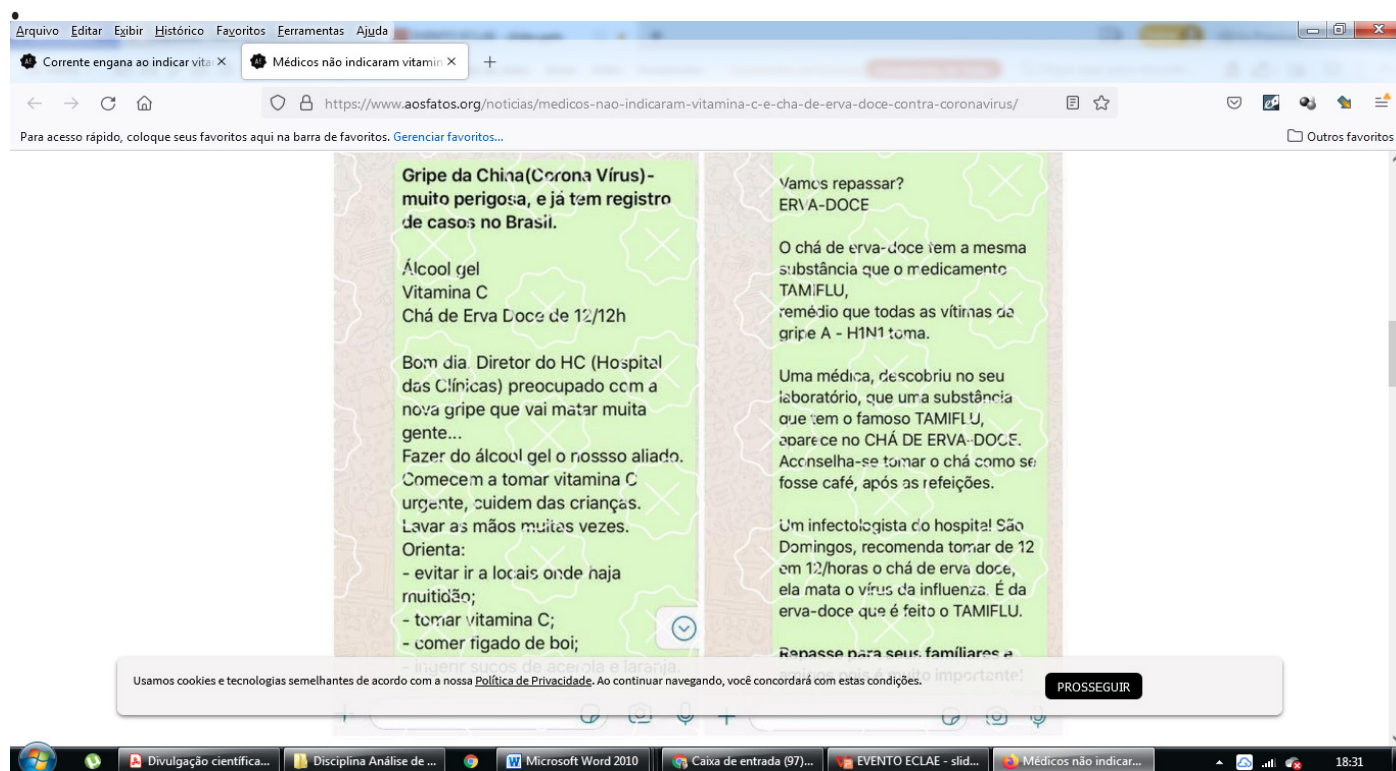 Arquivo Editar Exibir Histórico Favoritos Ferramentas Ajuda
Corrente engana ao indicar vita
Médicos não indicaram vitamin
https://www.aosfatos.org/noticias/medicos-nao-indicaram-vitamina-c-e-cha-de-erva-doce-contra-coronavirus/
Para acesso rápido, coloque seus favoritos aqui na barra de favoritos. Gerenciar favoritos...
Outros favoritos
Gripe da China(Corona Vírus)-
muito perigosa, e já tem registro
de casos no Brasil.
Álcool gel
Vitamina C
Chá de Erva Doce de 12/12h
Bom dia. Diretor do HC (Hospital
das Clínicas) preocupado com a
nova gripe que vai matar muita
gente...
Fazer do álcool gel o nossso aliado.
Comecem a tomar vitamina C
urgente, cuidem das crianças.
Lavar as mãos muitas vezes.
Orienta:
- evitar ir a locais onde haja
multidão;
- tomar vitamina C;
- comer figado de boi;
- ingerir sucos de acerola e laranja.
Vamos repassar?
ERVA-DOCE
O chá de erva-doce tem a mesma
substância que o medicamento
TAMIFLU,
remédio que todas as vítimas da
gripe A - H1N1 toma.
Uma médica, descobriu no seu
laboratório, que uma substância
que tem o famoso TAMIFLU,
aparece no CHÁ DE ERVA-DOCE.
Aconselha-se tomar o chá como se
fosse café, após as refeições.
Um infectologista do hospital São
Domingos, recomenda tomar de 12
em 12/horas o chá de erva doce,
ela mata o vírus da influenza. É da
erva-doce que é feito o TAMIFLU.
Repasse para seus famíliares e
importante!
Usamos cookies e tecnologias semelhantes de acordo com a nossa Política de Privacidade. Ao continuar navegando, você concordará com estas condições.
PROSSEGUIR
Divulgação científica...
Disciplina Análise de ...
Microsoft Word 2010
Caixa de entrada (97)...
EVENTO ECLAE - slid...
Médicos não indicar...
18:31